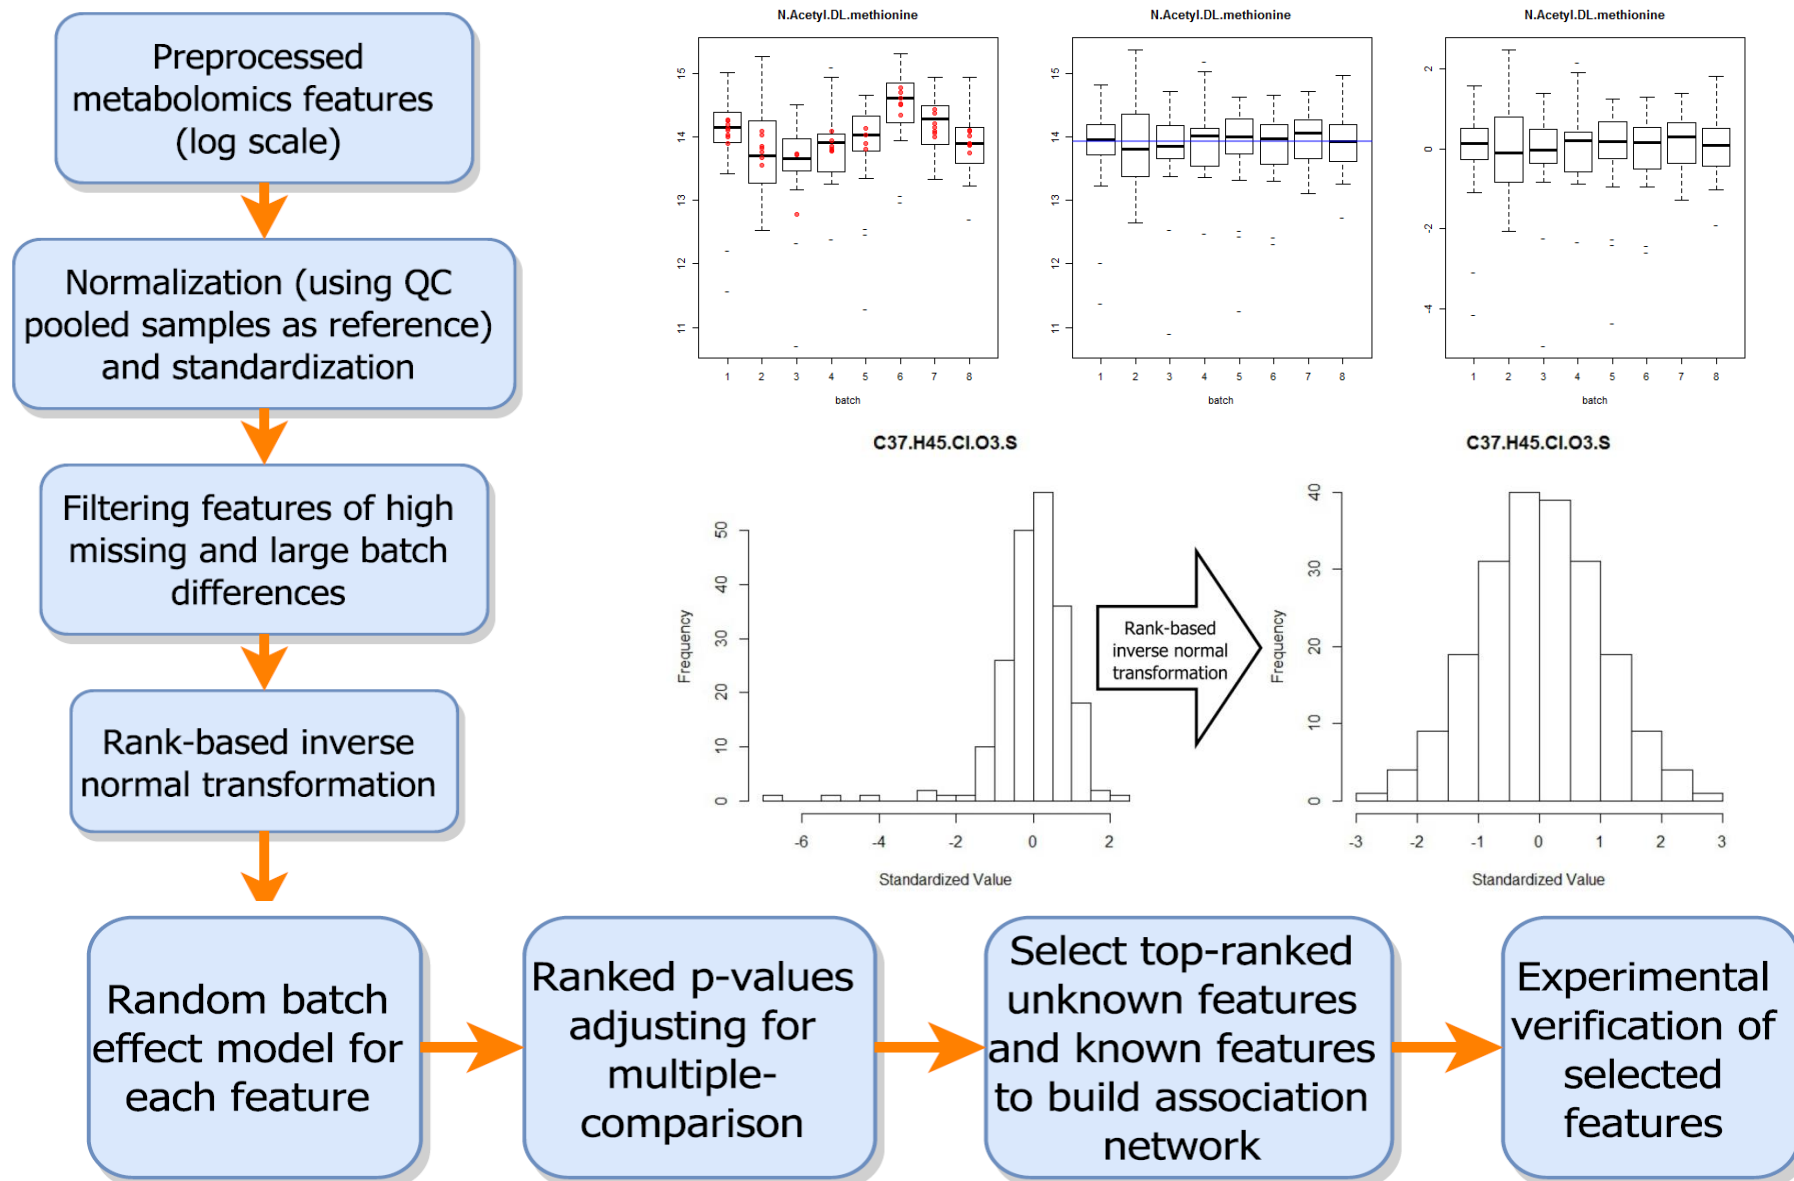 Preprocessed
metabolomics features
(log scale)
Normalization (using QC
pooled samples as reference)
and standardization
Filtering features of high
missing and large batch
differences
Rank-based inverse
normal transformation
N.Acetyl.DL.methionine
15
14
13
12
11
1 2 3 4 5 6 7 8
batch
N.Acetyl.DL.methionine
15
14
13
12
11
1 2 3 4 5 6 7 8
batch
N.Acetyl.DL.methionine
2
0
-2
-4
1 2 3 4 5 6 7 8
batch
C37.H45.Cl.O3.S
Frequency
50
40
30
20
10
0
-6 -4 -2 0 2
Standardized Value
Rank-based
inverse normal
transformation
C37.H45.Cl.O3.S
Frequency
40
30
20
10
0
-3 -2 -1 0 1 2 3
Standardized Value
Random batch
effect model for
each feature
Ranked p-values
adjusting for
multiple-
comparison
Select top-ranked
unknown features
and known features
to build association
network
Experimental
verification of
selected
features